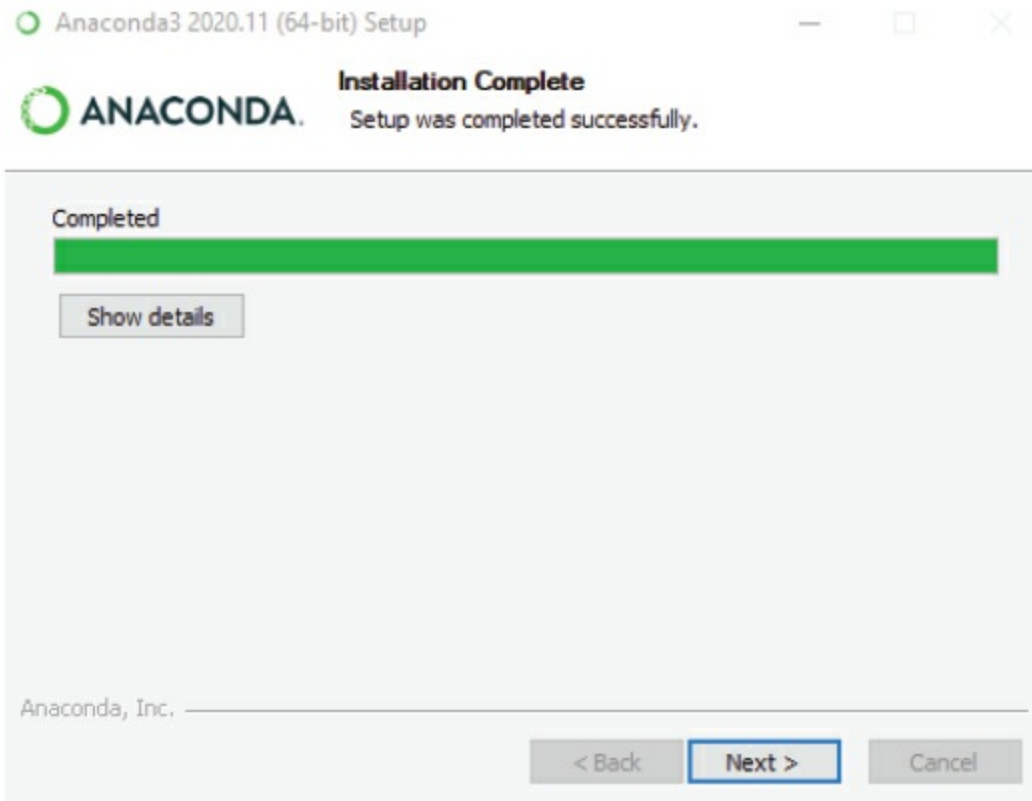 Anaconda3 2020.11 (64-bit) Setup
ANANCONDA.
Installation Complete
Setup was completed successfully.
Completed
Show details
Anaconda, Inc.
< Back
Next >
Cancel